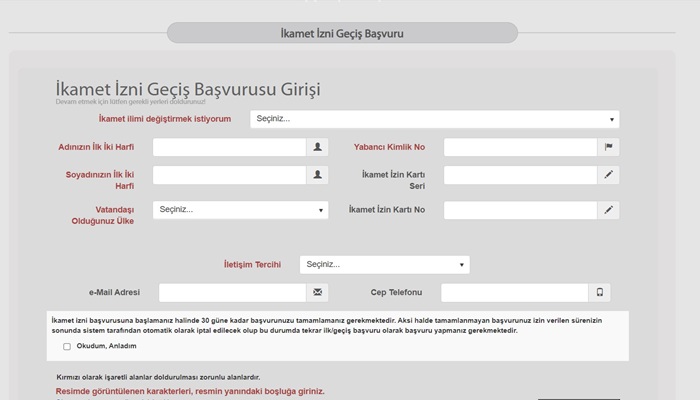 İkamet İzni Geçiş Başvuru
İkamet İzni Geçiş Başvurusu Girişi
Devam etmek için lütfen gerekli yerleri doldurunuz!
İkamet ilimi değiştirmek istiyorum
Seçiniz...
Adınızın İlk İki Harfi
Yabancı Kimlik No
Soyadınızın İlk İki
Harfi
İkamet İzin Kartı
Seri
Vatandaşı
Olduğunuz Ülke
Seçiniz...
İkamet İzin Kartı No
İletişim Tercihi
Seçiniz...
e-Mail Adresi
Cep Telefonu
İkamet izni başvurusuna başlamanız halinde 30 güne kadar başvurunuzu tamamlamanız gerekmektedir. Aksi halde tamamlanmayan başvurunuz izin verilen sürenizin
sonunda sistem tarafından otomatik olarak iptal edilecek olup bu durumda tekrar ilk/geçiş başvuru olarak başvuru yapmanız gerekmektedir.
Okudum, Anladım
Kırmızı olarak işaretli alanlar doldurulması zorunlu alanlardır.
Resimde görüntülenen karakterleri, resmin yanındaki boşluğa giriniz.